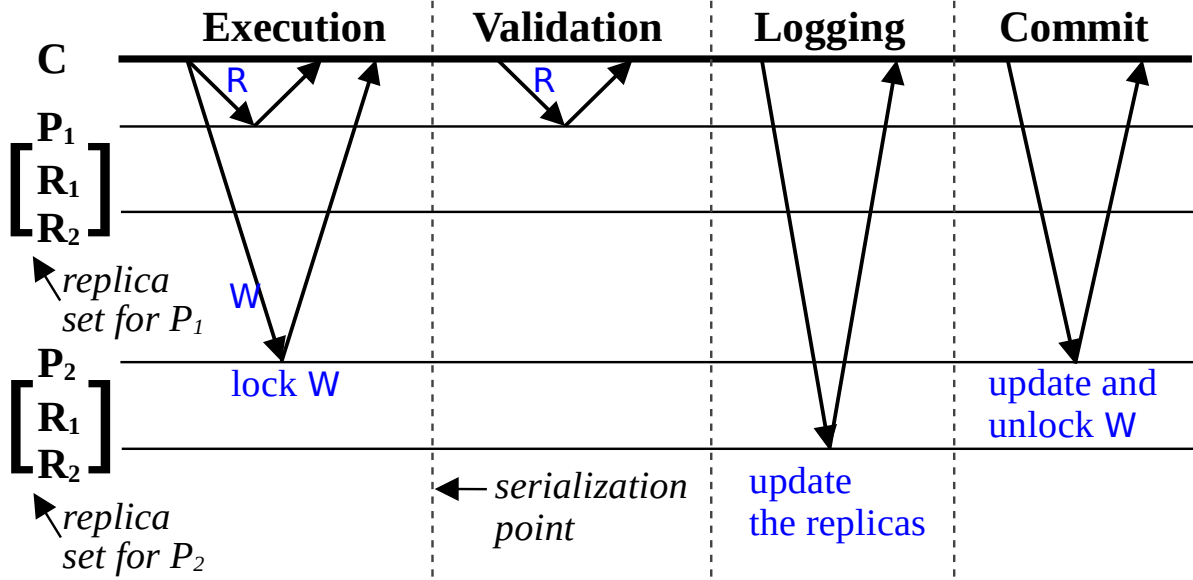 Execution Validation Logging Commit
C
R R
P1
R1
R2
replica
set for P1
W
P2
lock W
update and
unlock W
R1
R2
serialization
point
update
the replicas
replica
set for P2